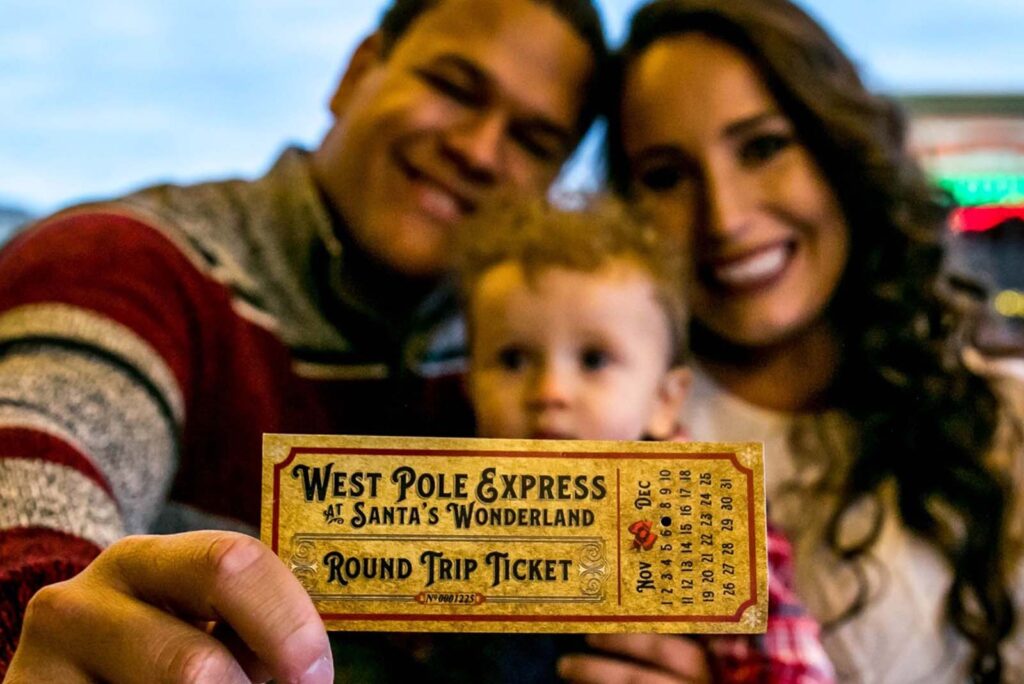 WEST POLE EXPRESS
AT SANTA'S WONDERLAND
ROUND TRIP TICKET
Nº 0001225
Nov Dec
1 2 3 4 5 6 8 9 10
11 12 13 14 15 16 17 18
19 20 21 22 23 24 25
26 27 28 29 30 31